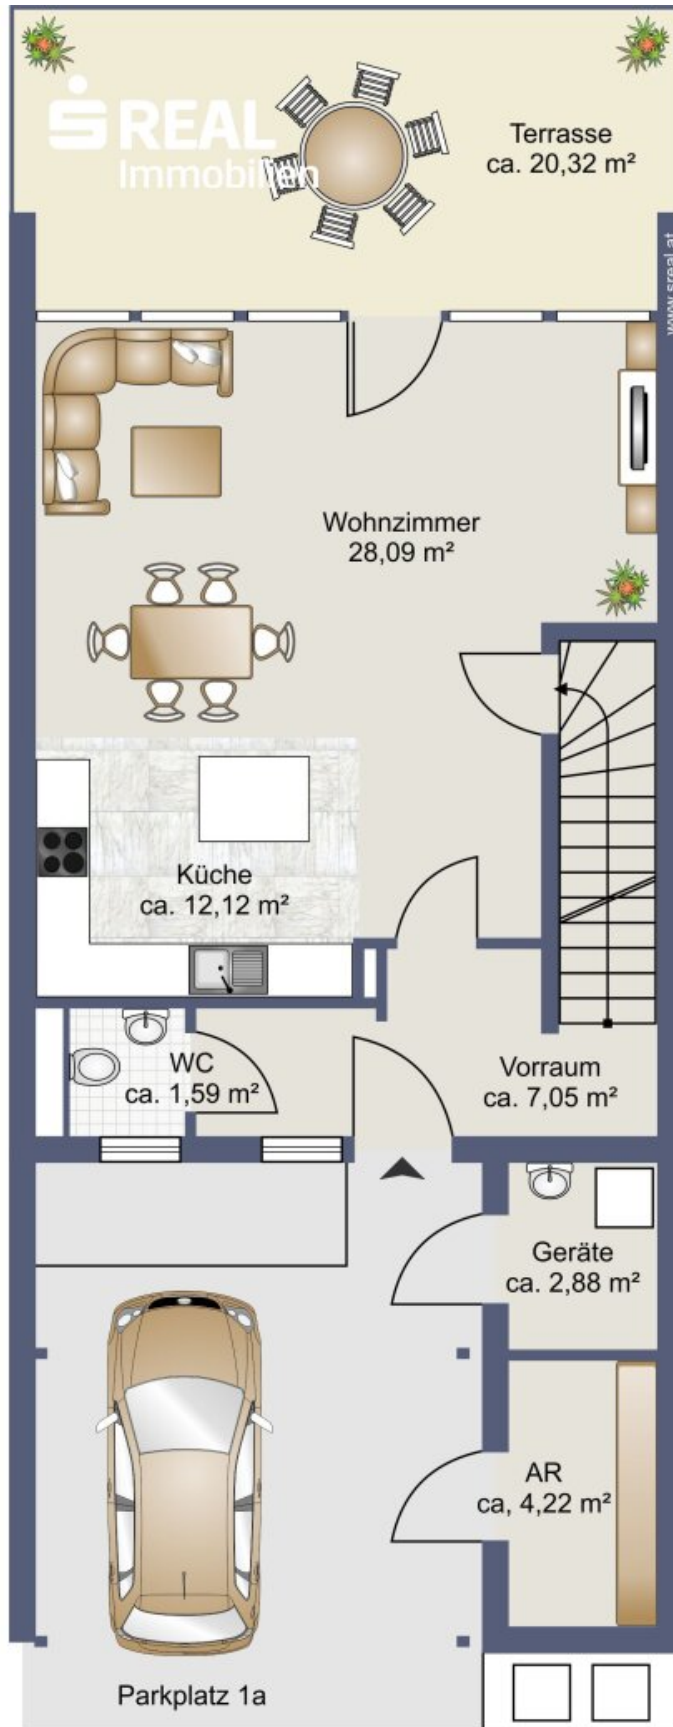 S REAL
Immobilien
Terrasse
ca. 20,32 m²
www.sreal.at
Wohnzimmer
28,09 m²
Küche
ca. 12,12 m²
WC
ca. 1,59 m²
Vorraum
ca. 7,05 m²
Geräte
ca. 2,88 m²
AR
ca, 4,22 m²
Parkplatz 1a